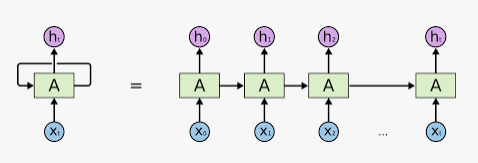 hₜ h₀ h₁ h₂ hₜ
A = A A A A
xₜ x₀ x₁ x₂ ... xₜ